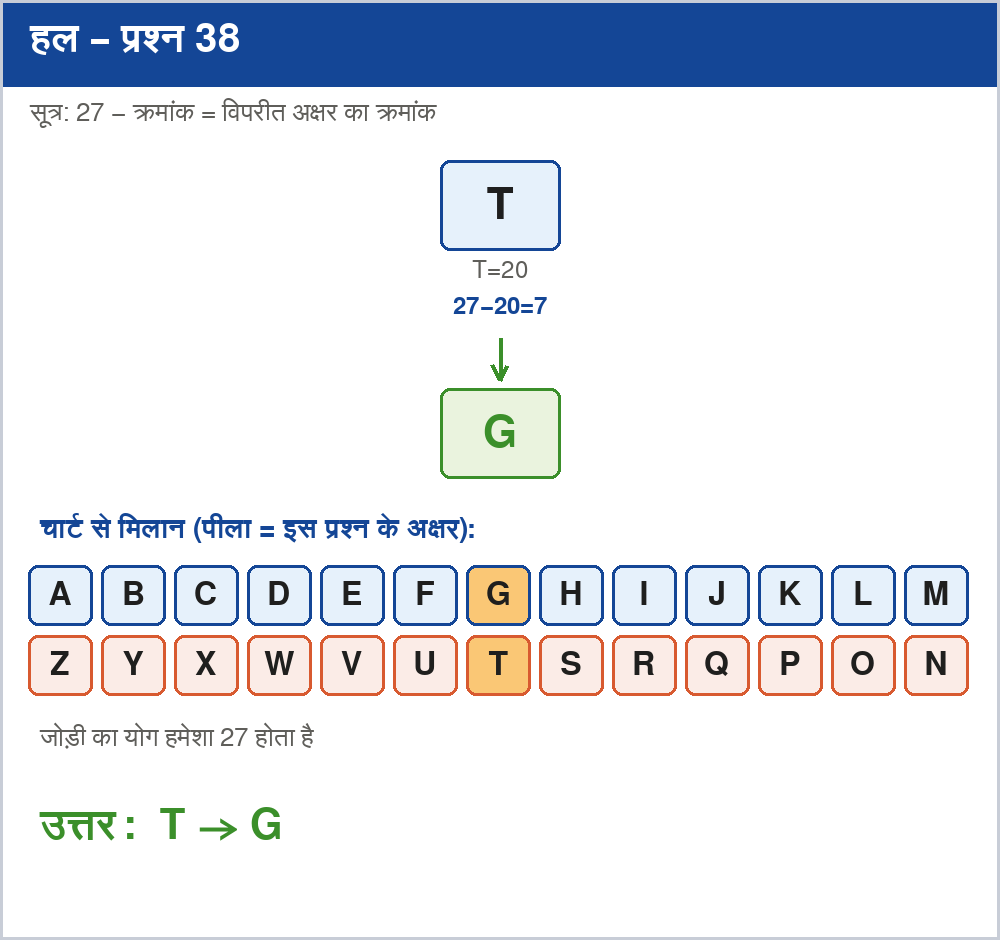 हल – प्रश्न 38
सूत्र: 27 – क्रमांक = विपरीत अक्षर का क्रमांक
T
T=20
27–20=7
G
चार्ट से मिलान (पीला = इस प्रश्न के अक्षर):
A B C D E F G H I J K L M
Z Y X W V U T S R Q P O N
जोड़ी का योग हमेशा 27 होता है
उत्तर : T → G